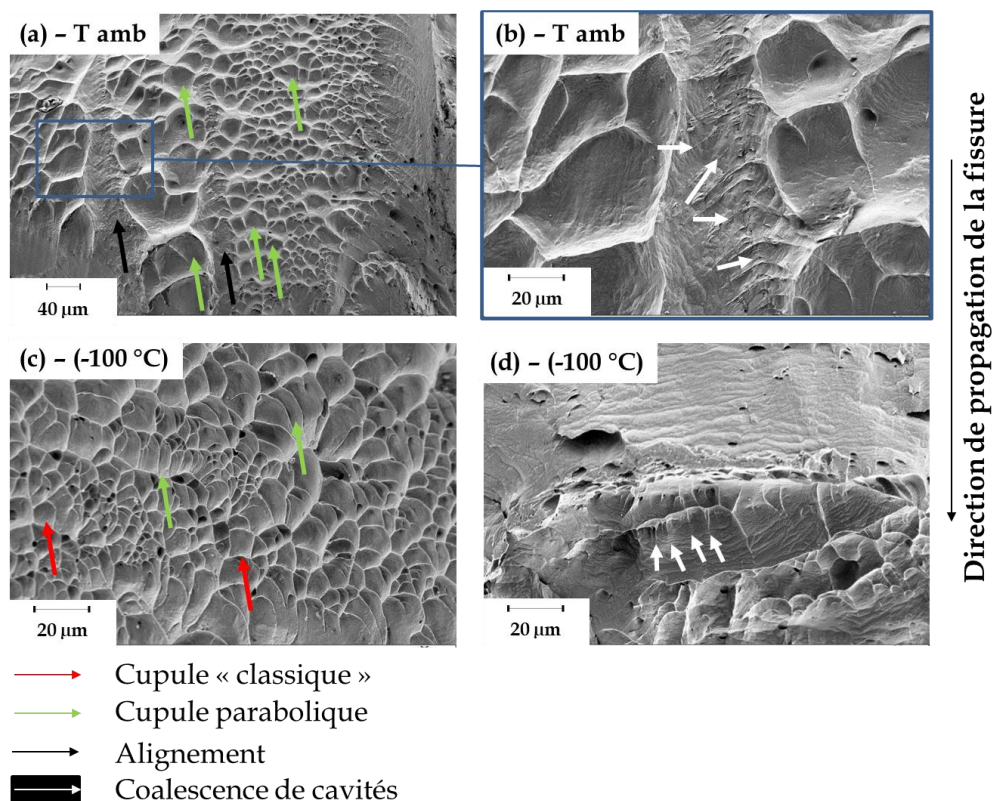 (a) – T amb
40 µm
(b) – T amb
20 µm
(c) – (-100 °C)
20 µm
(d) – (-100 °C)
20 µm
Direction de propagation de la fissure
Cupule « classique »
Cupule parabolique
Alignement
Coalescence de cavités